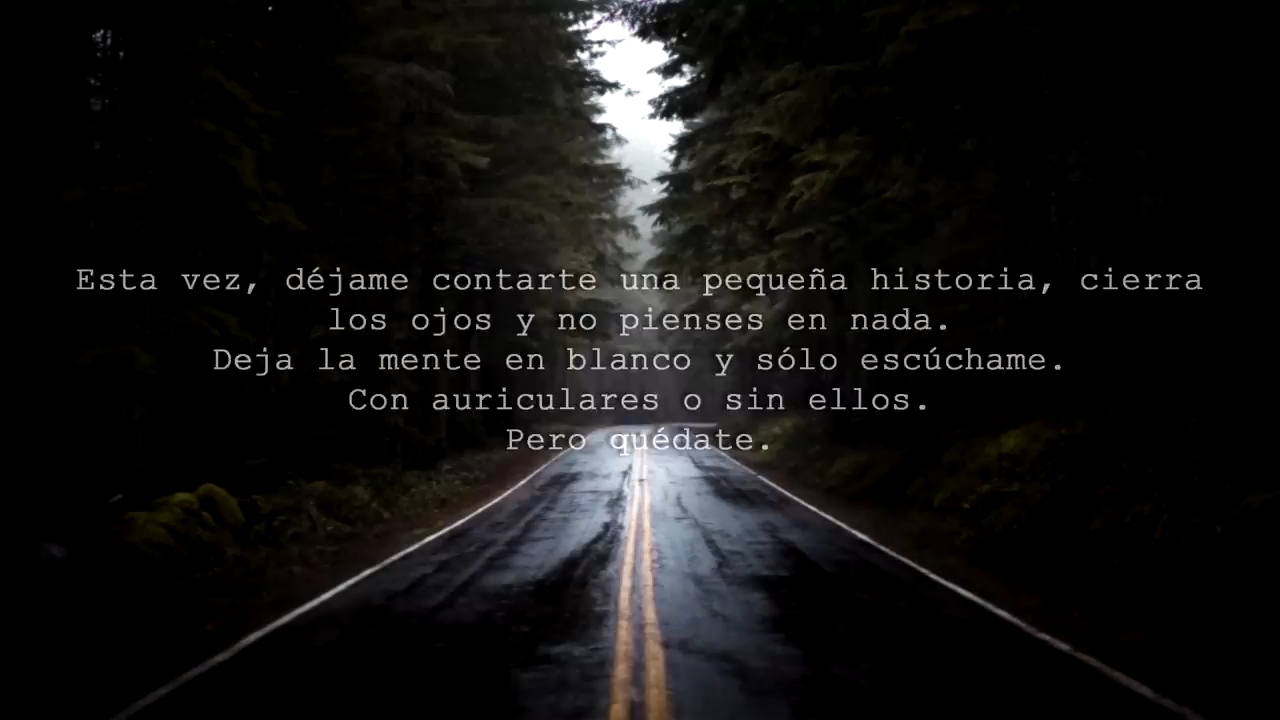 Esta vez, déjame contarte una pequeña historia, cierra
los ojos y no pienses en nada.
Deja la mente en blanco y sólo escúchame.
Con auriculares o sin ellos.
Pero quédate.